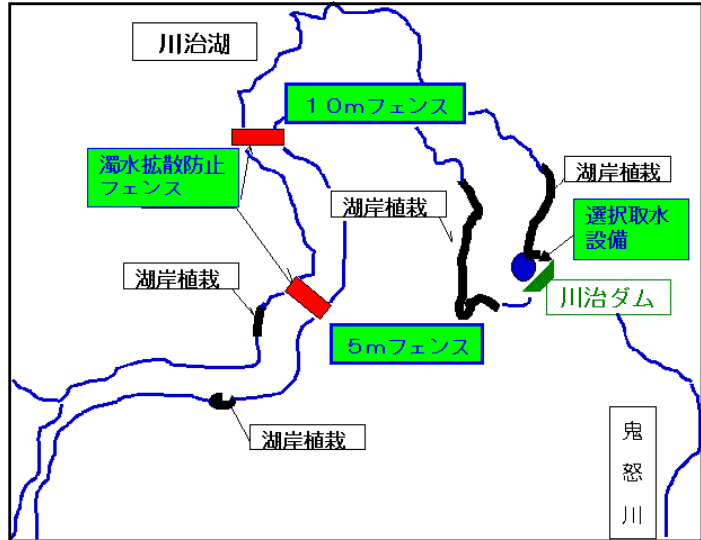 川治湖
１０ｍフェンス
濁水拡散防止
フェンス
湖岸植栽
湖岸植栽
選択取水
設備
湖岸植栽
川治ダム
５ｍフェンス
湖岸植栽
鬼
怒
川